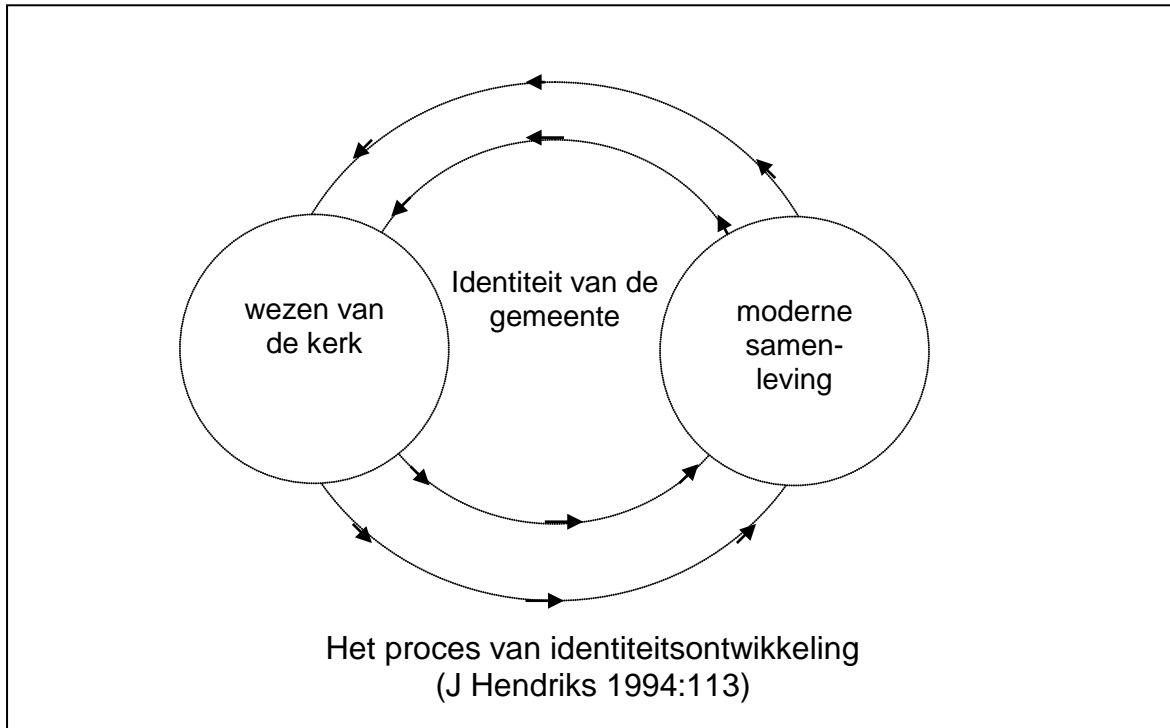 wezen van
de kerk
Identiteit van de
gemeente
moderne
samen-
leving
Het proces van identiteitsontwikkeling
(J Hendriks 1994:113)